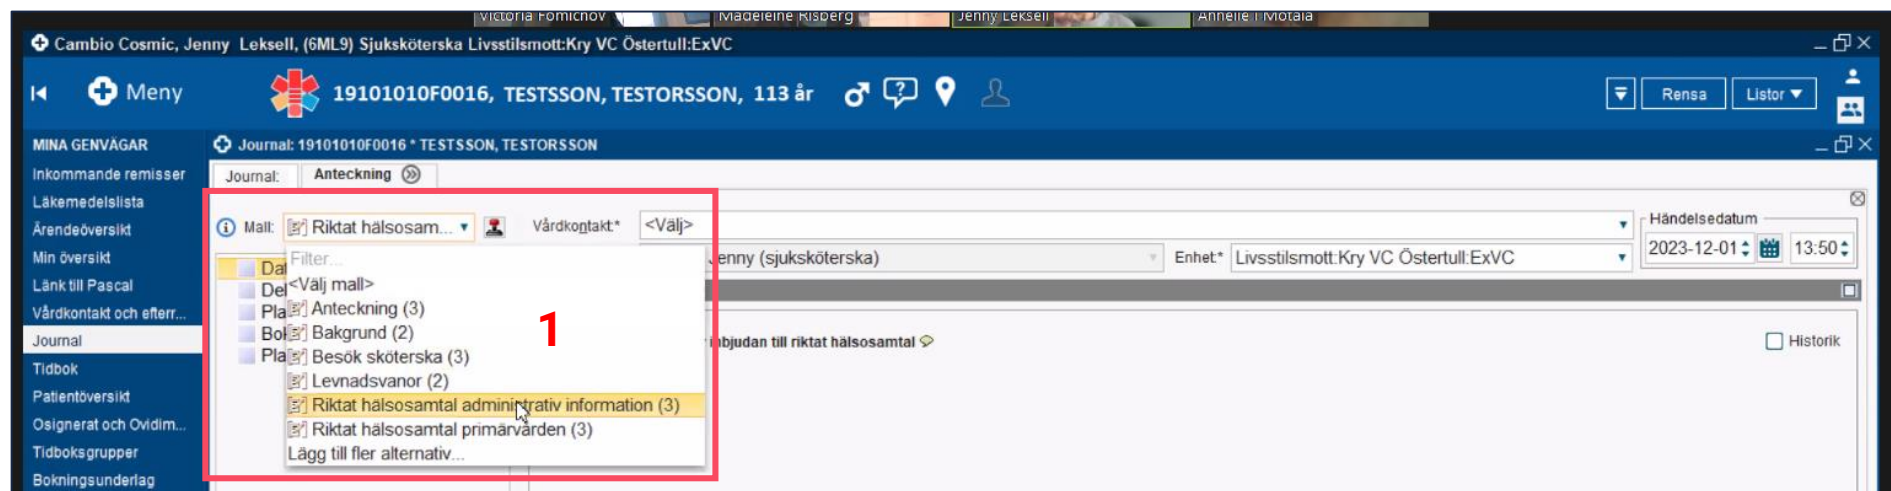 Victoria Fomichov Madeleine Risberg Jenny Leksell Annelie I Motala
Cambio Cosmic, Jenny Leksell, (6ML9) Sjuksköterska Livsstilsmott:Kry VC Östertull:ExVC
Meny 19101010F0016, TESTSSON, TESTORSSON, 113 år Rensa Listor
MINA GENVÄGAR Journal: 19101010F0016 * TESTSSON, TESTORSSON
Inkommande remisser Journal: Anteckning
Läkemedelslista
Ärendeöversikt Mall: Riktat hälsosam... Vårdkontakt:* <Välj> Händelsedatum
2023-12-01 13:50
Min översikt Filter... Jenny (sjuksköterska) Enhet:* Livsstilsmott:Kry VC Östertull:ExVC
Dat
Länk till Pascal Del <Välj mall>
Vårdkontakt och efterr... Pla Anteckning (3)
Journal Bok Bakgrund (2) inbjudan till riktat hälsosamtal Historik
1
Pla Besök sköterska (3)
Tidbok Levnadsvanor (2)
Patientöversikt Riktat hälsosamtal administrativ information (3)
Osignerat och Ovidim... Riktat hälsosamtal primärvården (3)
Tidboksgrupper Lägg till fler alternativ...
Bokningsunderlag